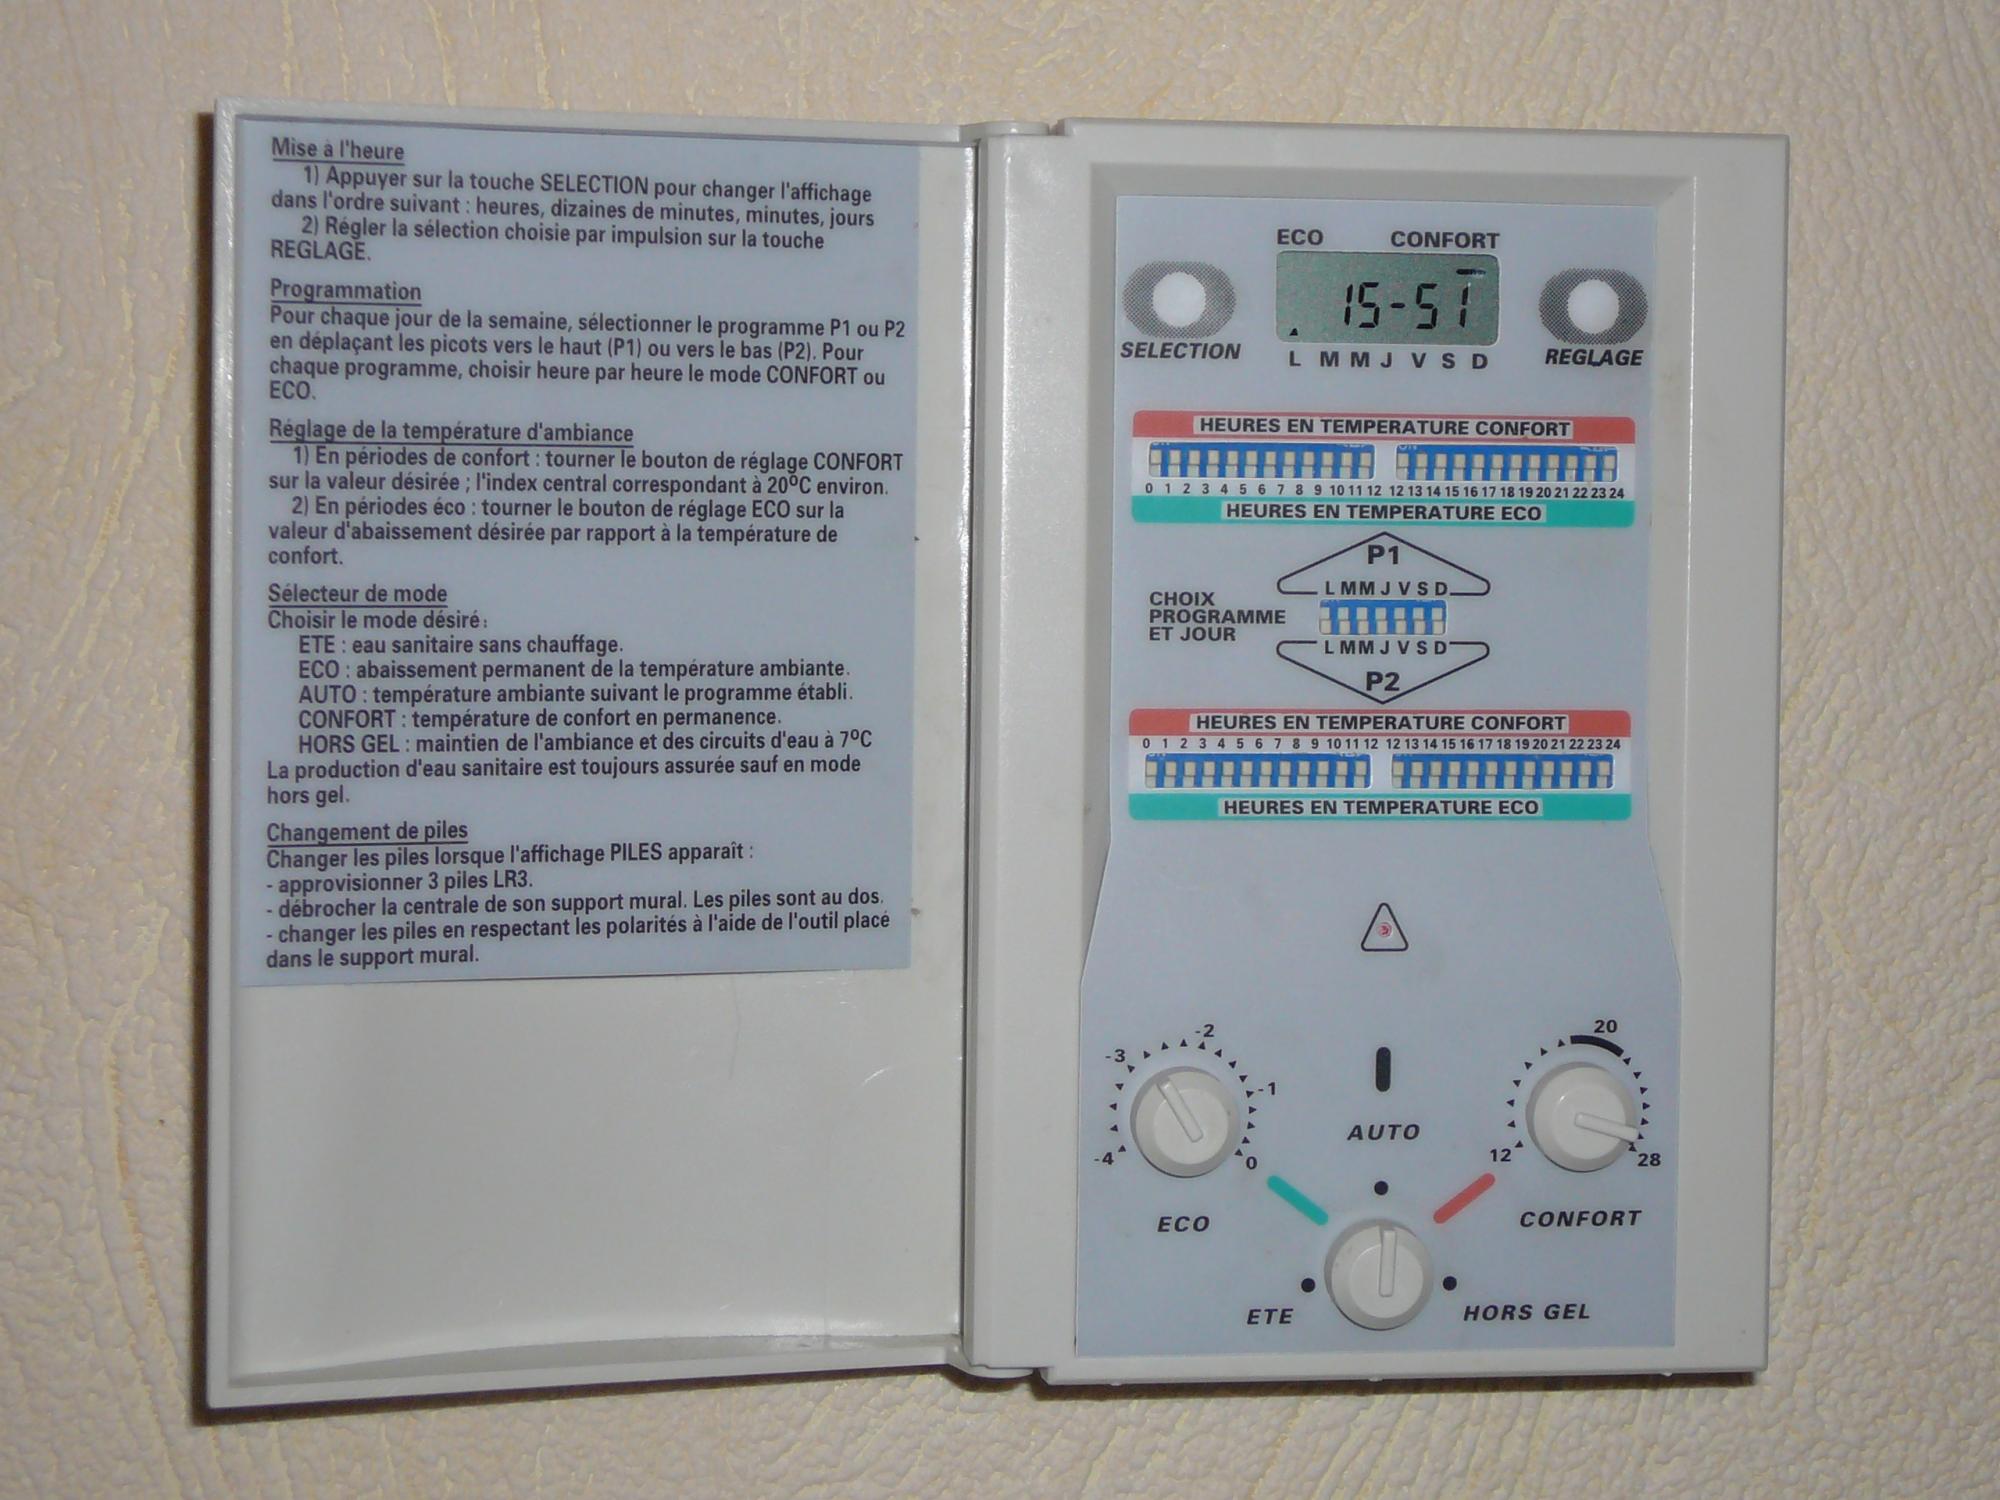 Mise à l'heure
1) Appuyer sur la touche SELECTION pour changer l'affichage
dans l'ordre suivant : heures, dizaines de minutes, minutes, jours
2) Régler la sélection choisie par impulsion sur la touche
REGLAGE.
Programmation
Pour chaque jour de la semaine, sélectionner le programme P1 ou P2
en déplaçant les picots vers le haut (P1) ou vers le bas (P2). Pour
chaque programme, choisir heure par heure le mode CONFORT ou
ECO.
Réglage de la température d'ambiance
1) En périodes de confort : tourner le bouton de réglage CONFORT
sur la valeur désirée ; l'index central correspondant à 20ºC environ.
2) En périodes éco : tourner le bouton de réglage ECO sur la
valeur d'abaissement désirée par rapport à la température de
confort.
Sélecteur de mode
Choisir le mode désiré :
ETE : eau sanitaire sans chauffage.
ECO : abaissement permanent de la température ambiante.
AUTO : température ambiante suivant le programme établi.
CONFORT : température de confort en permanence.
HORS GEL : maintien de l'ambiance et des circuits d'eau à 7ºC
La production d'eau sanitaire est toujours assurée sauf en mode
hors gel.
Changement de piles
Changer les piles lorsque l'affichage PILES apparaît :
- approvisionner 3 piles LR3.
- débrocher la centrale de son support mural. Les piles sont au dos.
- changer les piles en respectant les polarités à l'aide de l'outil placé
dans le support mural.
ECO CONFORT
15-51
SELECTION L M M J V S D REGLAGE
HEURES EN TEMPERATURE CONFORT
0 1 2 3 4 5 6 7 8 9 10 11 12 12 13 14 15 16 17 18 19 20 21 22 23 24
HEURES EN TEMPERATURE ECO
P1
L M M J V S D
CHOIX
PROGRAMME
ET JOUR
L M M J V S D
P2
HEURES EN TEMPERATURE CONFORT
0 1 2 3 4 5 6 7 8 9 10 11 12 12 13 14 15 16 17 18 19 20 21 22 23 24
HEURES EN TEMPERATURE ECO
-4 -3 -2 -1 0
ECO
AUTO
12 20 28
CONFORT
ETE
HORS GEL